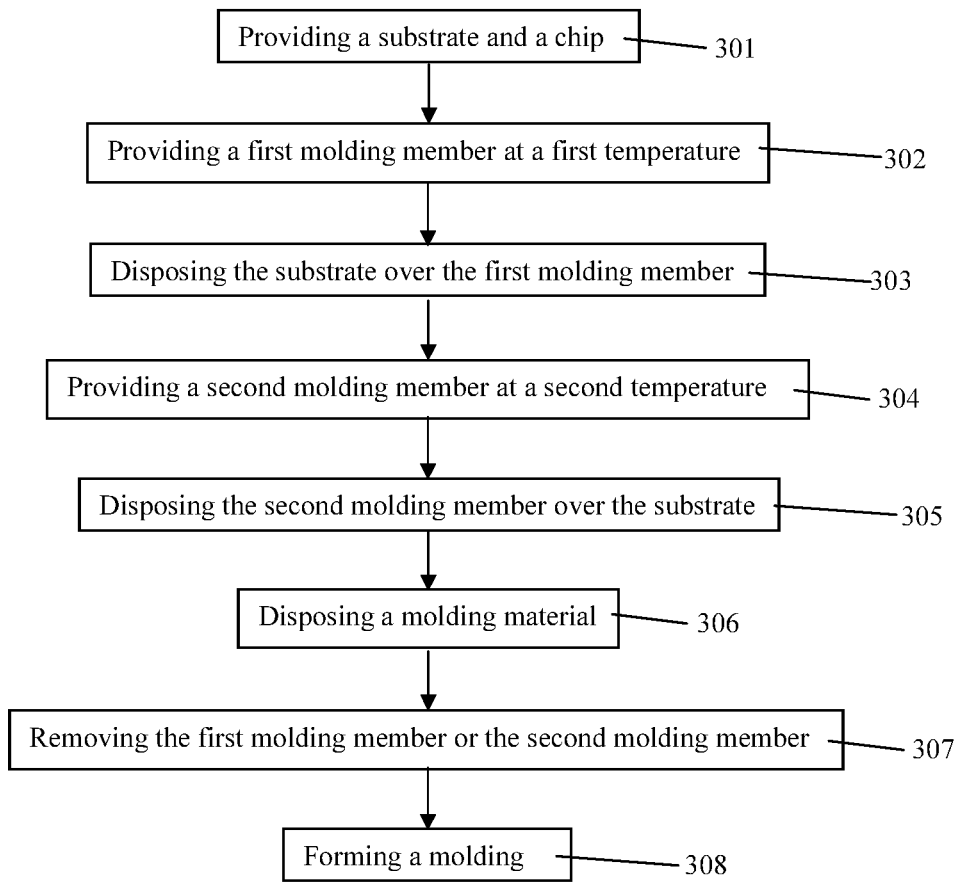 Providing a substrate and a chip
301
Providing a first molding member at a first temperature
302
Disposing the substrate over the first molding member
303
Providing a second molding member at a second temperature
304
Disposing the second molding member over the substrate
305
Disposing a molding material
306
Removing the first molding member or the second molding member
307
Forming a molding
308